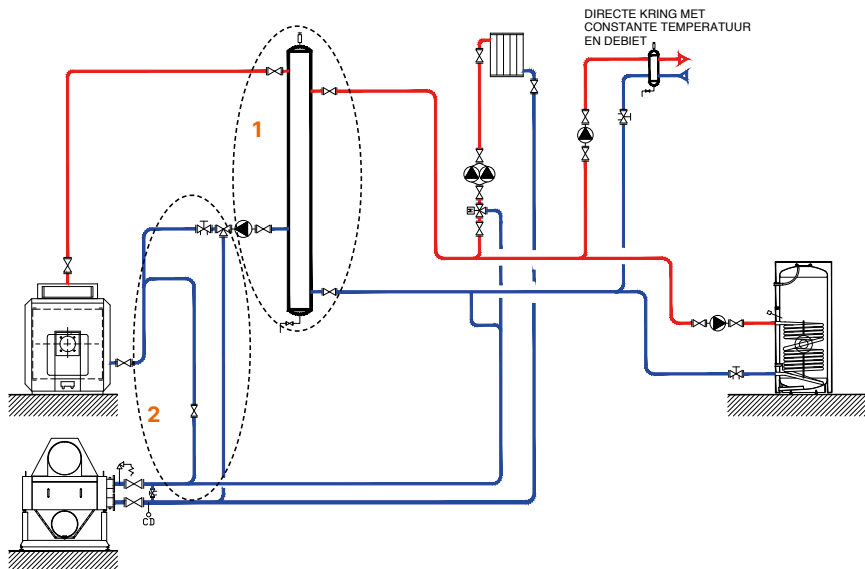 DIRECTE KRING MET
CONSTANTE TEMPERATUUR
EN DEBIET
1
2
CD